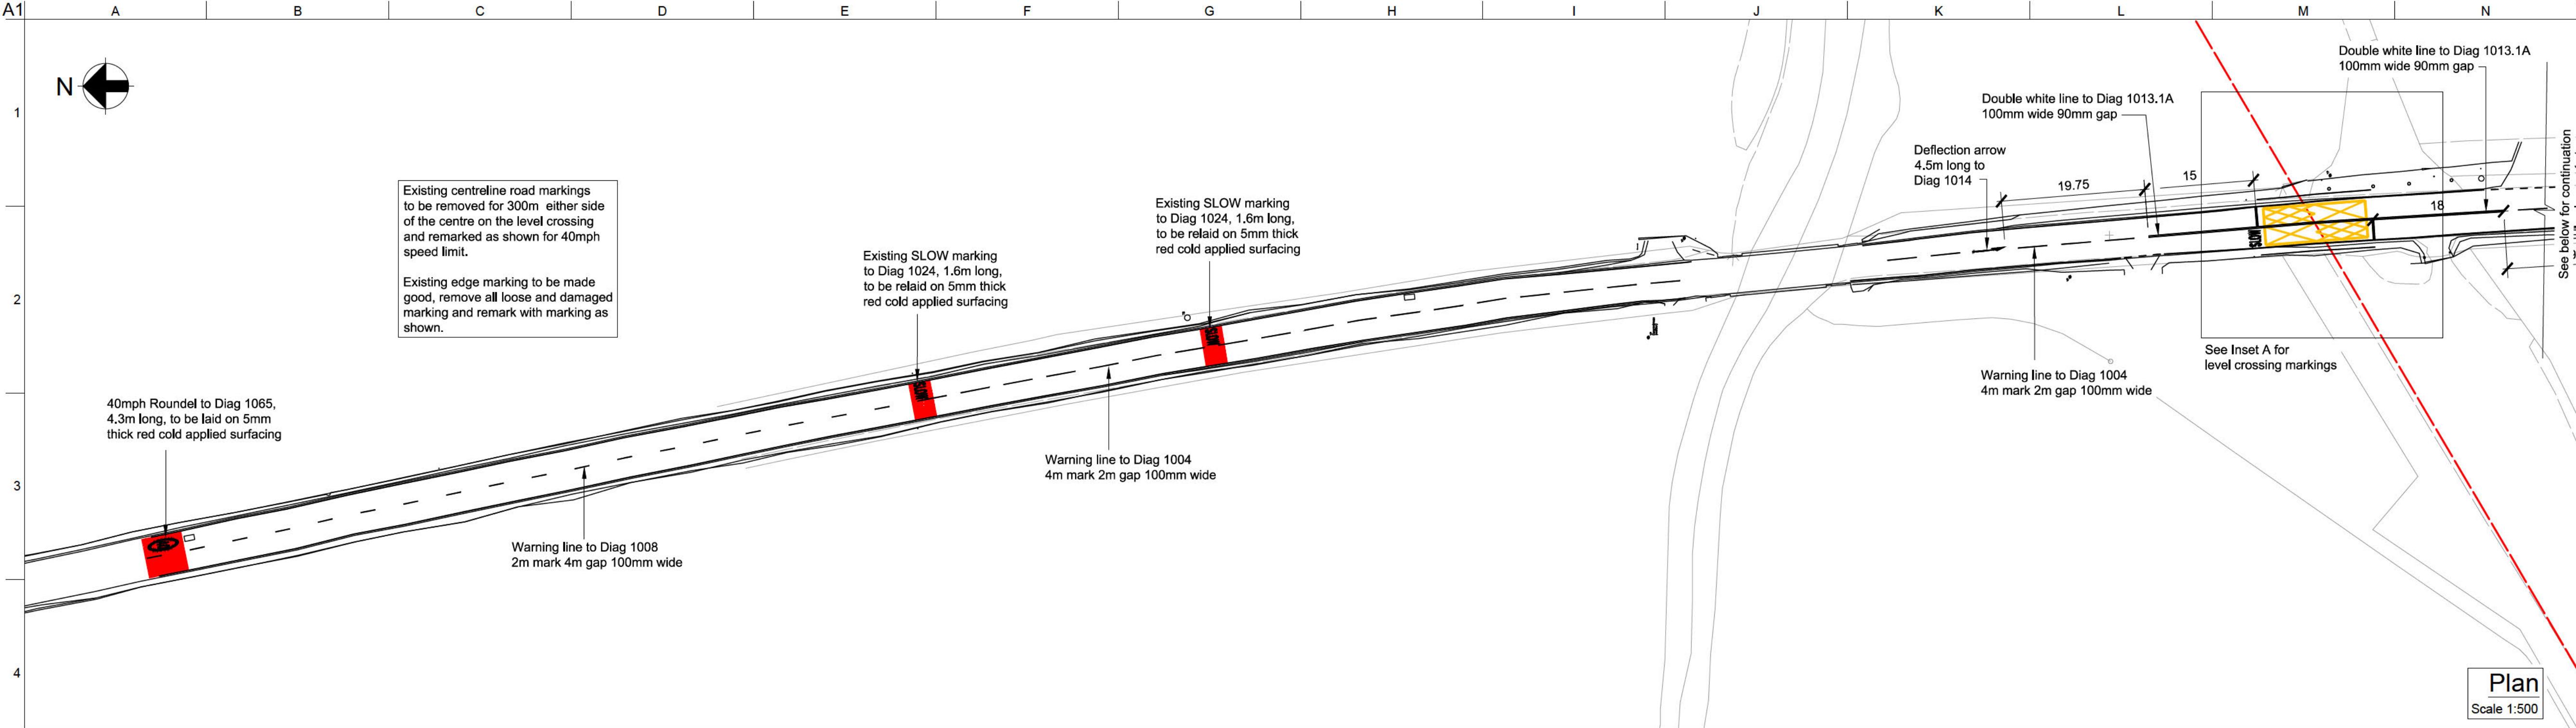 A1
A
B
C
D
E
F
G
H
I
J
K
L
M
N
1
2
3
4
N
Existing centreline road markings
to be removed for 300m either side
of the centre on the level crossing
and remarked as shown for 40mph
speed limit.
Existing edge marking to be made
good, remove all loose and damaged
marking and remark with marking as
shown.
40mph Roundel to Diag 1065,
4.3m long, to be laid on 5mm
thick red cold applied surfacing
Warning line to Diag 1008
2m mark 4m gap 100mm wide
Existing SLOW marking
to Diag 1024, 1.6m long,
to be relaid on 5mm thick
red cold applied surfacing
SLOW
Warning line to Diag 1004
4m mark 2m gap 100mm wide
Existing SLOW marking
to Diag 1024, 1.6m long,
to be relaid on 5mm thick
red cold applied surfacing
SLOW
Deflection arrow
4.5m long to
Diag 1014
Double white line to Diag 1013.1A
100mm wide 90mm gap
19.75
15
Warning line to Diag 1004
4m mark 2m gap 100mm wide
Double white line to Diag 1013.1A
100mm wide 90mm gap
18
SLOW
See Inset A for
level crossing markings
See below for continuation
Plan
Scale 1:500